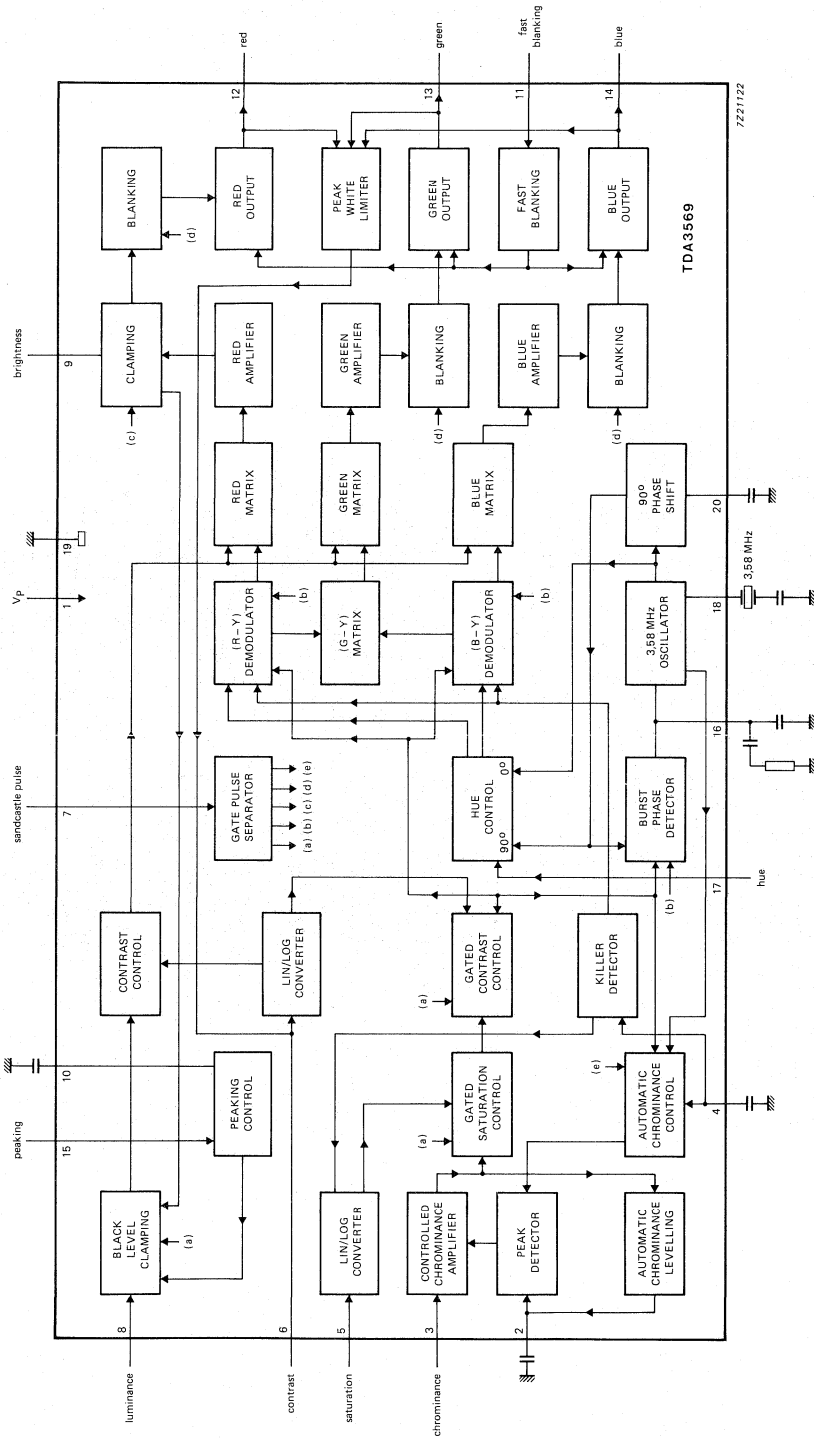 peaking
sandcastle pulse
VP
brightness
15
10
7
1
19
9
luminance
8
BLACK
LEVEL
CLAMPING
(a)
CONTRAST
CONTROL
(c)
CLAMPING
BLANKING
(d)
12
red
PEAKING
CONTROL
LIN/LOG
CONVERTER
GATE PULSE
SEPARATOR
(a) (b) (c) (d) (e)
(R–Y)
DEMODULATOR
(b)
RED
MATRIX
RED
AMPLIFIER
RED
OUTPUT
contrast
6
(G–Y)
MATRIX
GREEN
MATRIX
GREEN
AMPLIFIER
PEAK
WHITE
LIMITER
13
green
saturation
5
LIN/LOG
CONVERTER
(a)
GATED
SATURATION
CONTROL
(a)
GATED
CONTRAST
CONTROL
HUE
CONTROL
90°
0°
(B–Y)
DEMODULATOR
(b)
BLUE
MATRIX
(d)
BLANKING
GREEN
OUTPUT
chrominance
3
CONTROLLED
CHROMINANCE
AMPLIFIER
BLUE
AMPLIFIER
FAST
BLANKING
11
fast
blanking
2
PEAK
DETECTOR
KILLER
DETECTOR
(d)
BLANKING
BLUE
OUTPUT
14
blue
AUTOMATIC
CHROMINANCE
LEVELLING
(e)
AUTOMATIC
CHROMINANCE
CONTROL
(b)
BURST
PHASE
DETECTOR
3,58 MHz
OSCILLATOR
90°
PHASE
SHIFT
TDA3569
4
17
16
18
20
hue
3,58 MHz
7Z21122